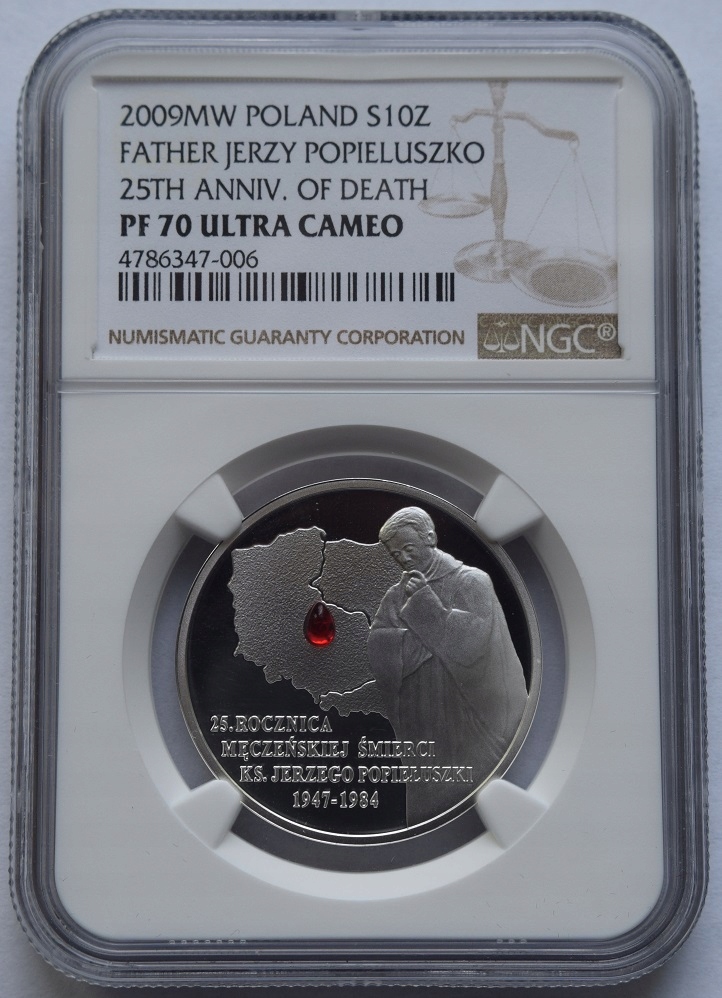 2009MW POLAND S10Z
FATHER JERZY POPIELUSZKO
25TH ANNIV. OF DEATH
PF 70 ULTRA CAMEO
4786347-006
NUMISMATIC GUARANTY CORPORATION
NGC®
25.ROCZNICA
MĘCZEŃSKIEJ ŚMIERCI
KS. JERZEGO POPIEŁUSZKI
1947-1984